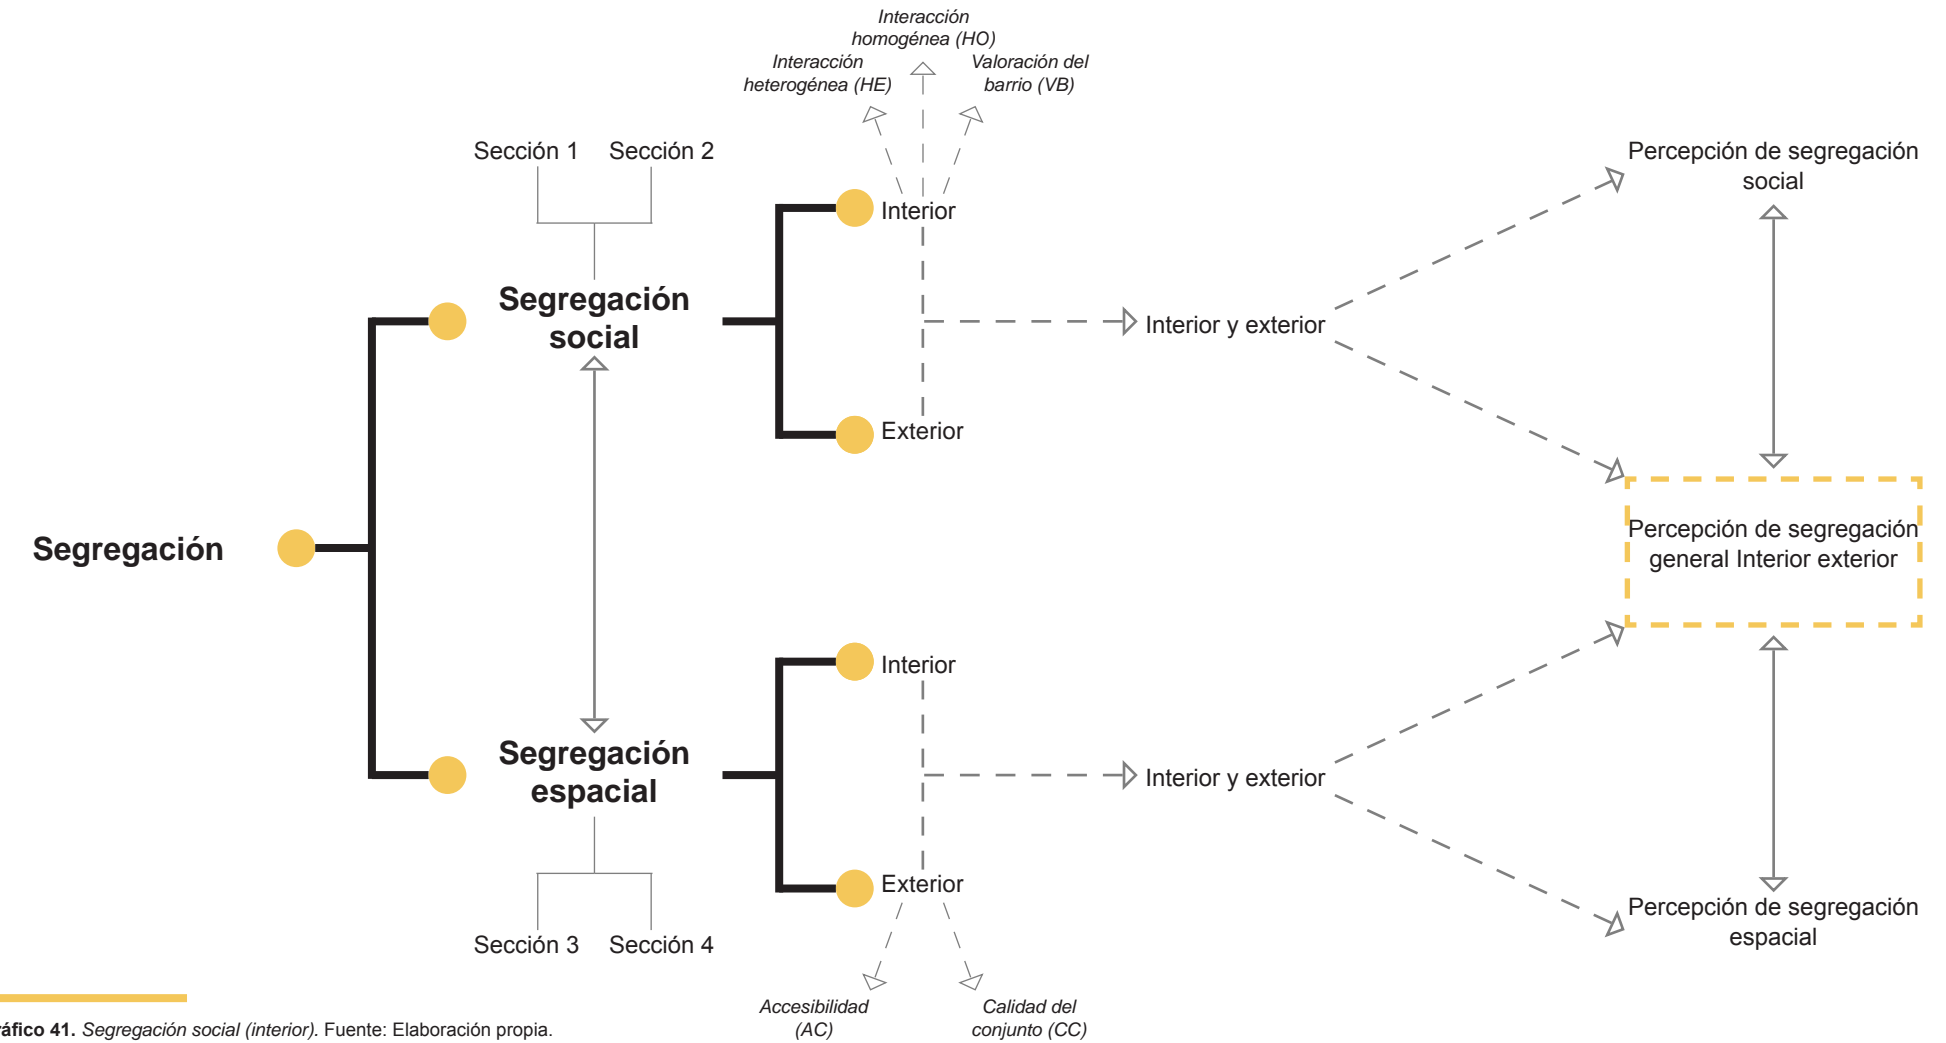 Interacción
homogénea (HO)
Interacción
heterogénea (HE)
Valoración del
barrio (VB)
Sección 1
Sección 2
Interior
Segregación
social
Exterior
Interior y exterior
Percepción de segregación
social
Segregación
Percepción de segregación
general Interior exterior
Interior
Segregación
espacial
Exterior
Interior y exterior
Percepción de segregación
espacial
Sección 3
Sección 4
Accesibilidad
(AC)
Calidad del
conjunto (CC)
ráfico 41. Segregación social (interior). Fuente: Elaboración propia.